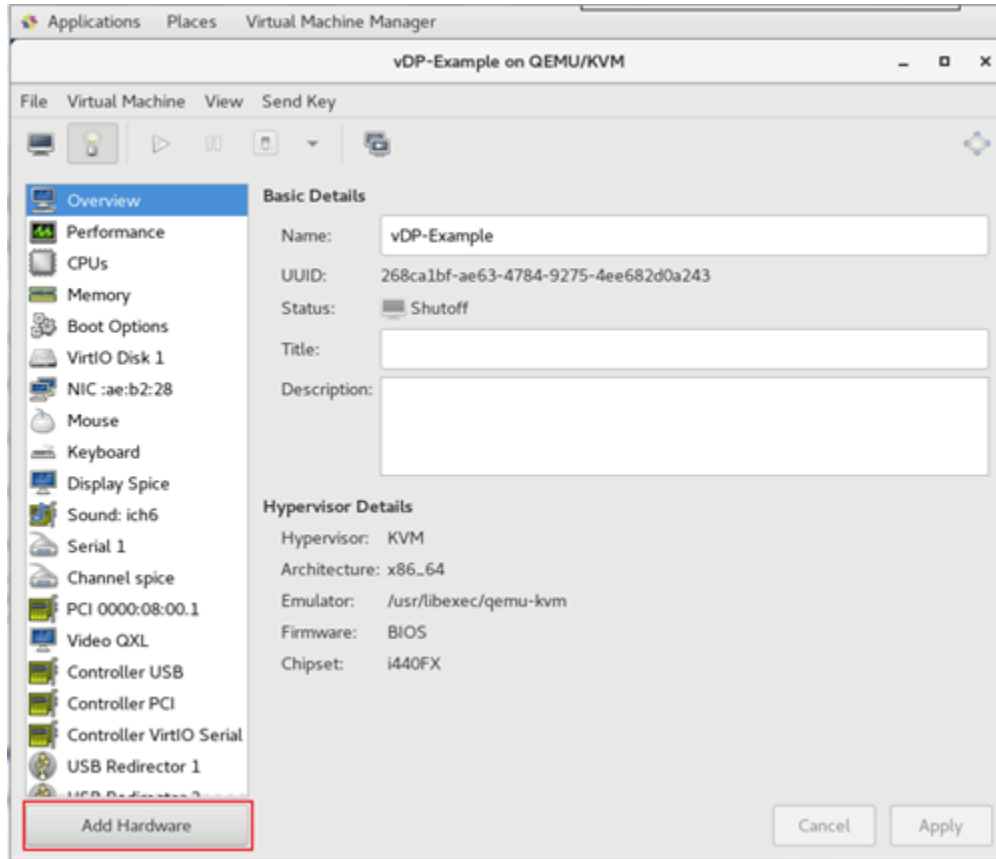 Applications Places Virtual Machine Manager
vDP-Example on QEMU/KVM
File Virtual Machine View Send Key
Overview
Performance
CPUs
Memory
Boot Options
VirtIO Disk 1
NIC :ae:b2:28
Mouse
Keyboard
Display Spice
Sound: ich6
Serial 1
Channel spice
PCI 0000:08:00.1
Video QXL
Controller USB
Controller PCI
Controller VirtIO Serial
USB Redirector 1
USB Redirector 2
Add Hardware
Basic Details
Name: vDP-Example
UUID: 268ca1bf-ae63-4784-9275-4ee682d0a243
Status: Shutoff
Title:
Description:
Hypervisor Details
Hypervisor: KVM
Architecture: x86_64
Emulator: /usr/libexec/qemu-kvm
Firmware: BIOS
Chipset: i440FX
Cancel Apply